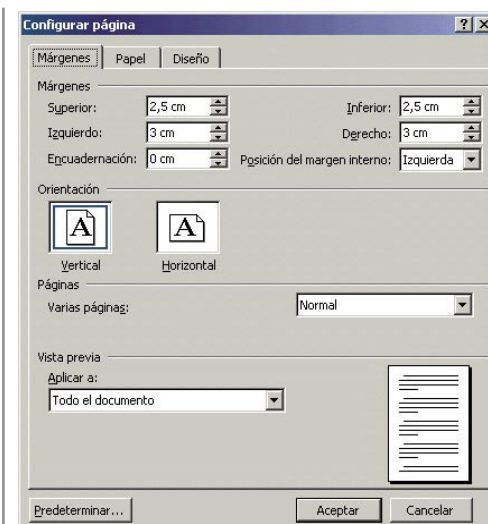 Configurar página
Márgenes Papel Diseño
Márgenes
Superior: 2,5 cm Inferior: 2,5 cm
Izquierdo: 3 cm Derecho: 3 cm
Encuadernación: 0 cm Posición del margen interno: Izquierda
Orientación
A A
Vertical Horizontal
Páginas
Varias páginas: Normal
Vista previa
Aplicar a:
Todo el documento
Predeterminar... Aceptar Cancelar